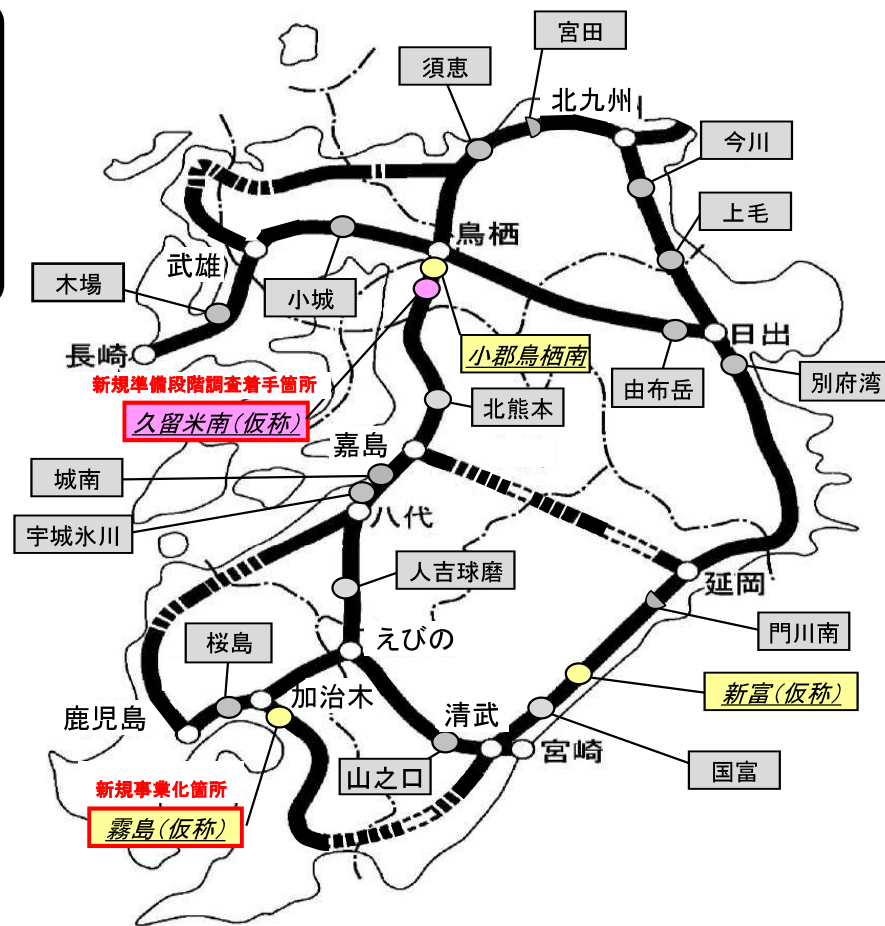 宮田
須恵
北九州
今川
上毛
鳥栖
武雄
木場
小城
日出
長崎
小郡鳥栖南
新規準備段階調査着手箇所
由布岳
別府湾
久留米南(仮称)
北熊本
嘉島
城南
宇城氷川
八代
人吉球磨
延岡
門川南
桜島
えびの
加治木
新富(仮称)
鹿児島
清武
宮崎
山之口
国富
新規事業化箇所
霧島(仮称)